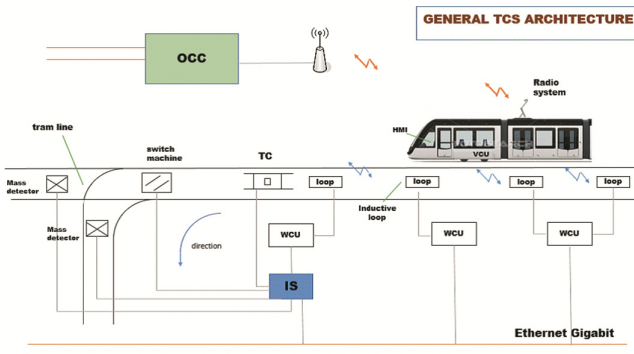 GENERAL TCS ARCHITECTURE
OCC
Radio
system
HMI
VCU
tram line
switch
machine
TC
Mass
detector
loop
loop
loop
loop
Inductive
loop
Mass
detector
direction
WCU
WCU
WCU
IS
Ethernet Gigabit